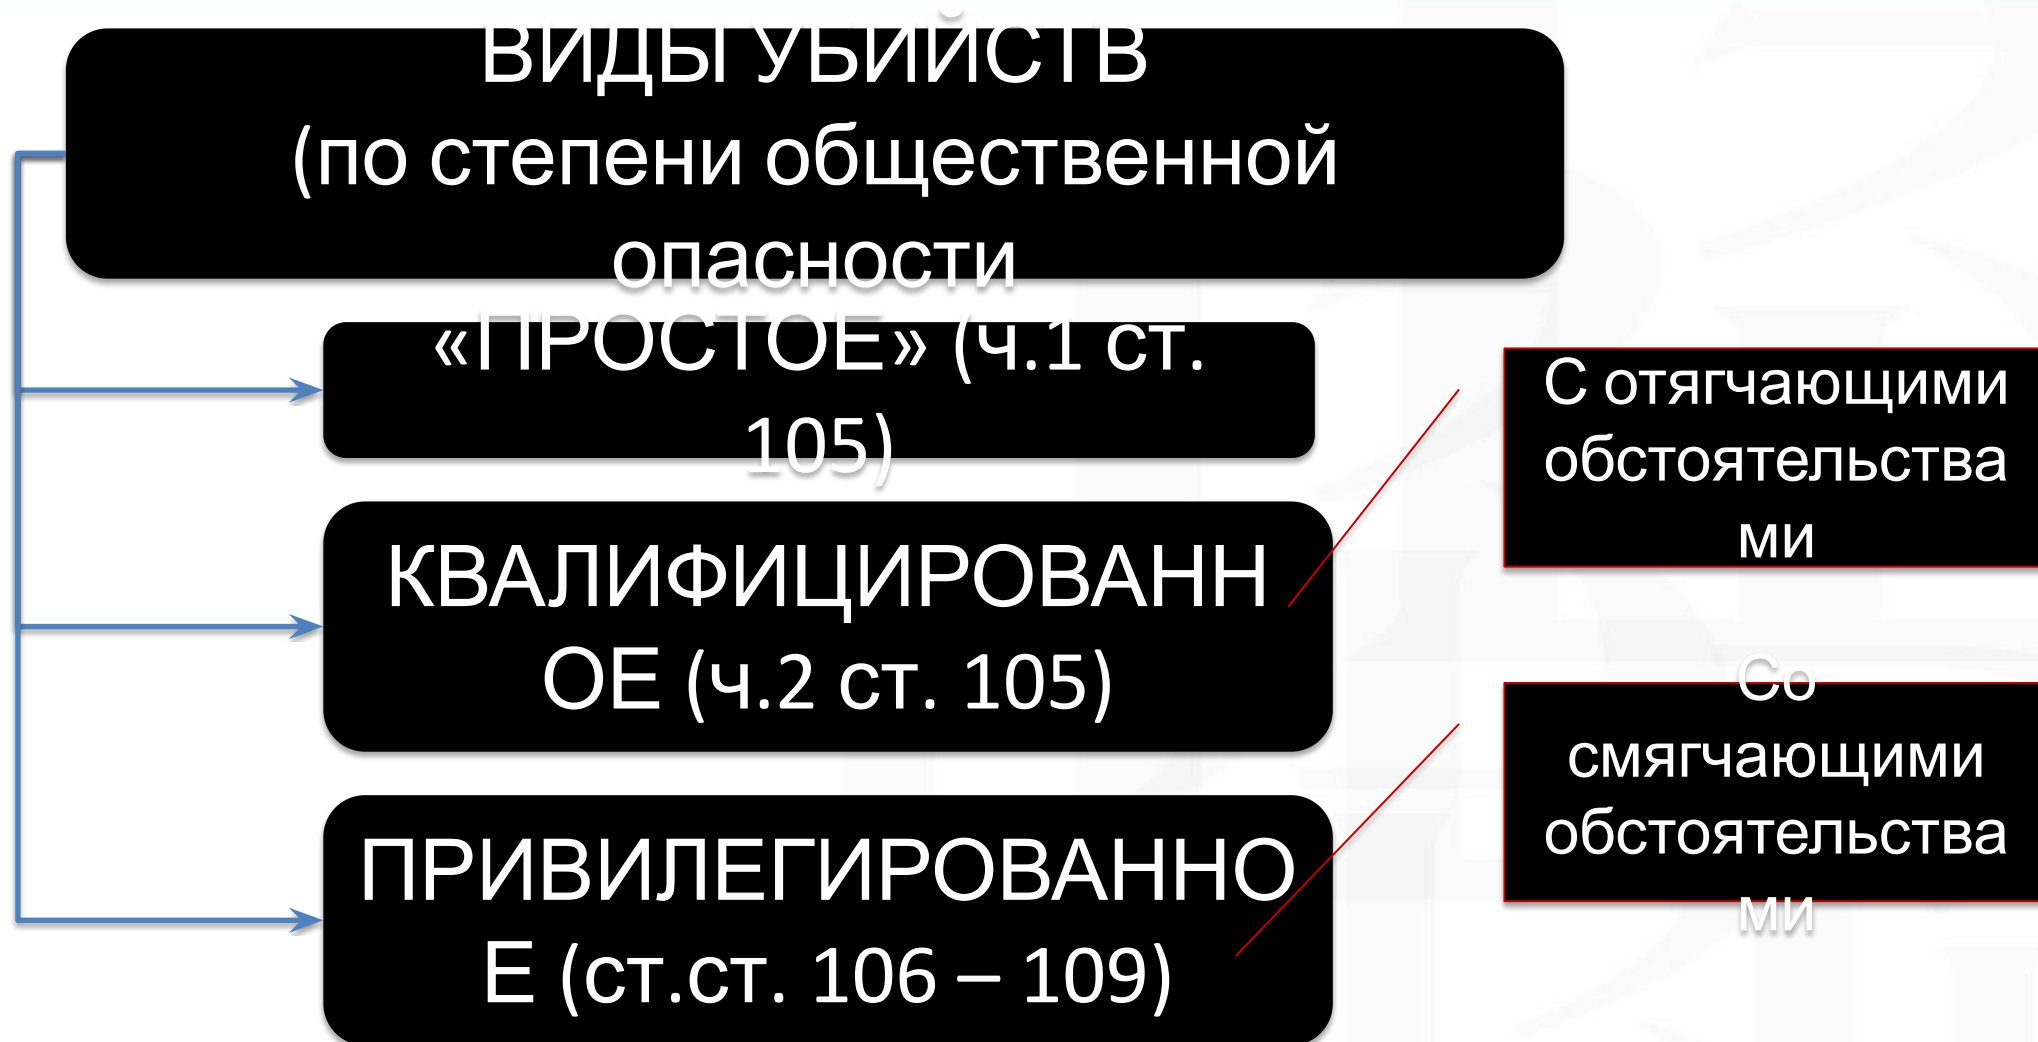 ВИДЫ УБИЙСТВ
(по степени общественной
опасности
«ПРОСТОЕ» (ч.1 ст.
105)
КВАЛИФИЦИРОВАНН
ОЕ (ч.2 ст. 105)
ПРИВИЛЕГИРОВАННО
Е (ст.ст. 106 – 109)
С отягчающими
обстоятельства
ми
Со
смягчающими
обстоятельства
ми